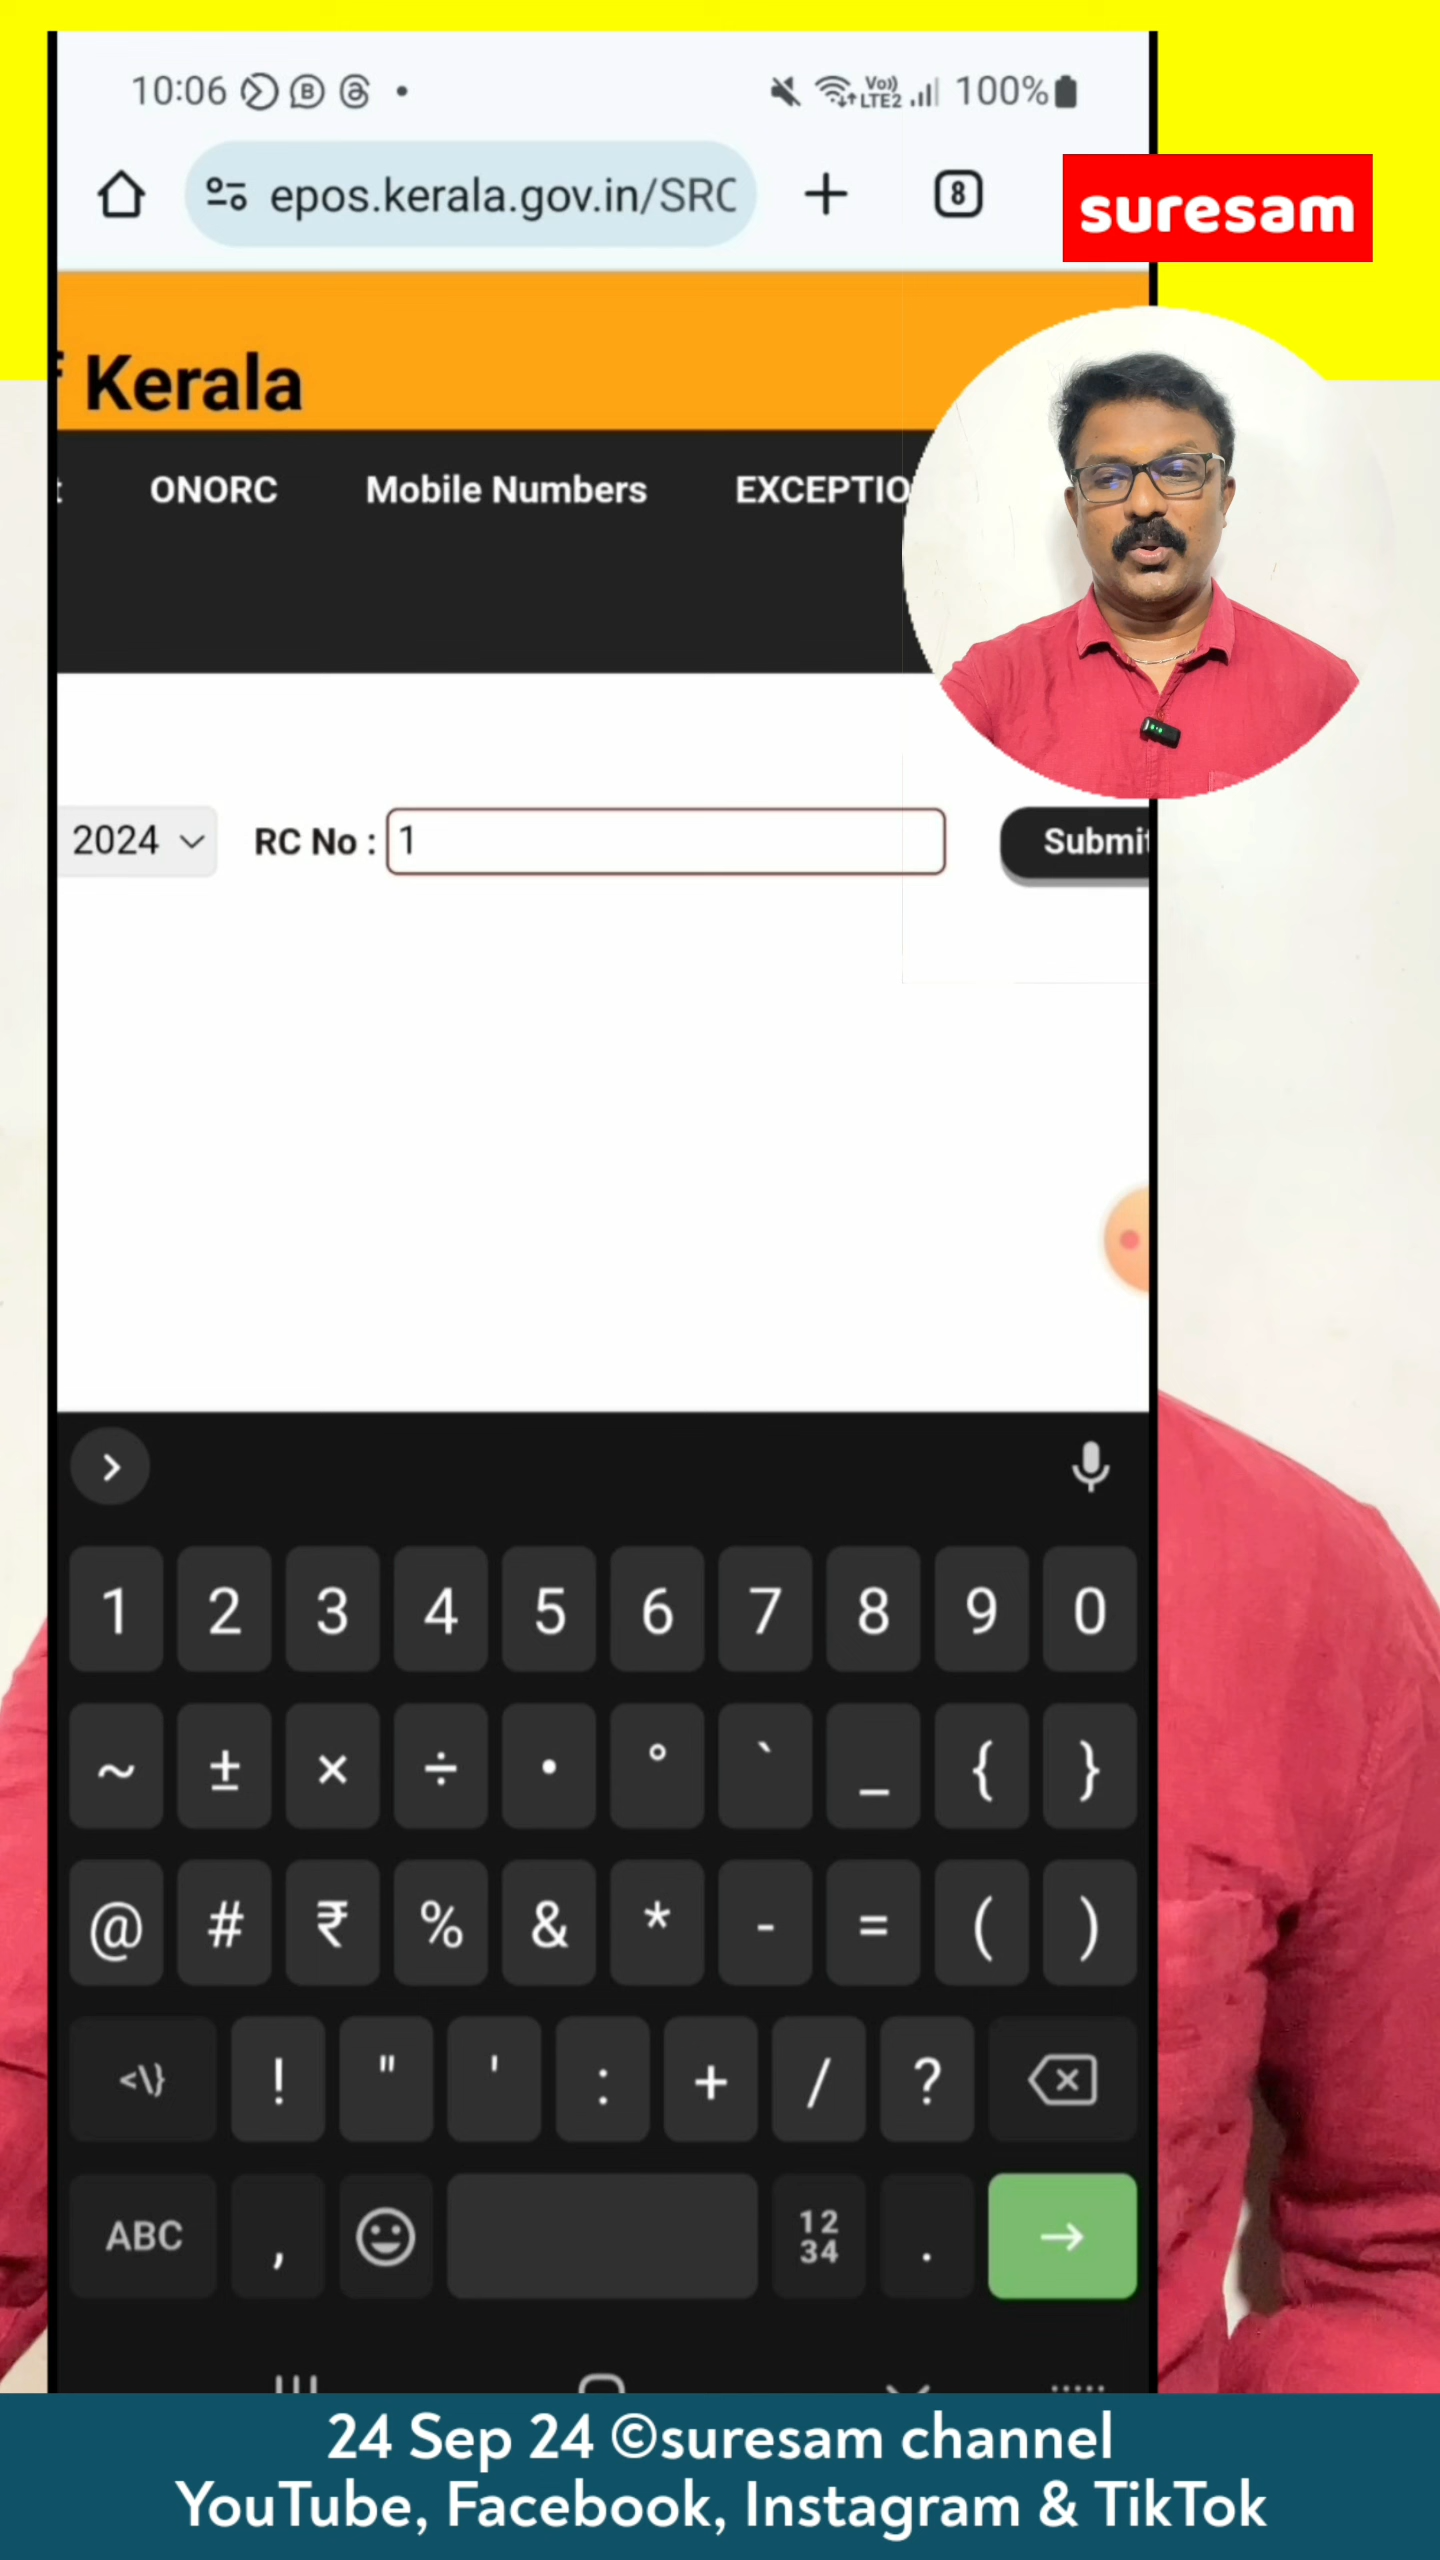 10:06
Vo))
LTE2
100%
epos.kerala.gov.in/SRC
8
suresam
Kerala
ONORC Mobile Numbers EXCEPTIO
2024 RC No : 1 Submit
1 2 3 4 5 6 7 8 9 0
~ ± × ÷ • ° ` _ { }
@ # ₹ % & * - = ( )
<\} ! " ' : + / ?
ABC , 12 34 .
24 Sep 24 ©suresam channel
YouTube, Facebook, Instagram & TikTok